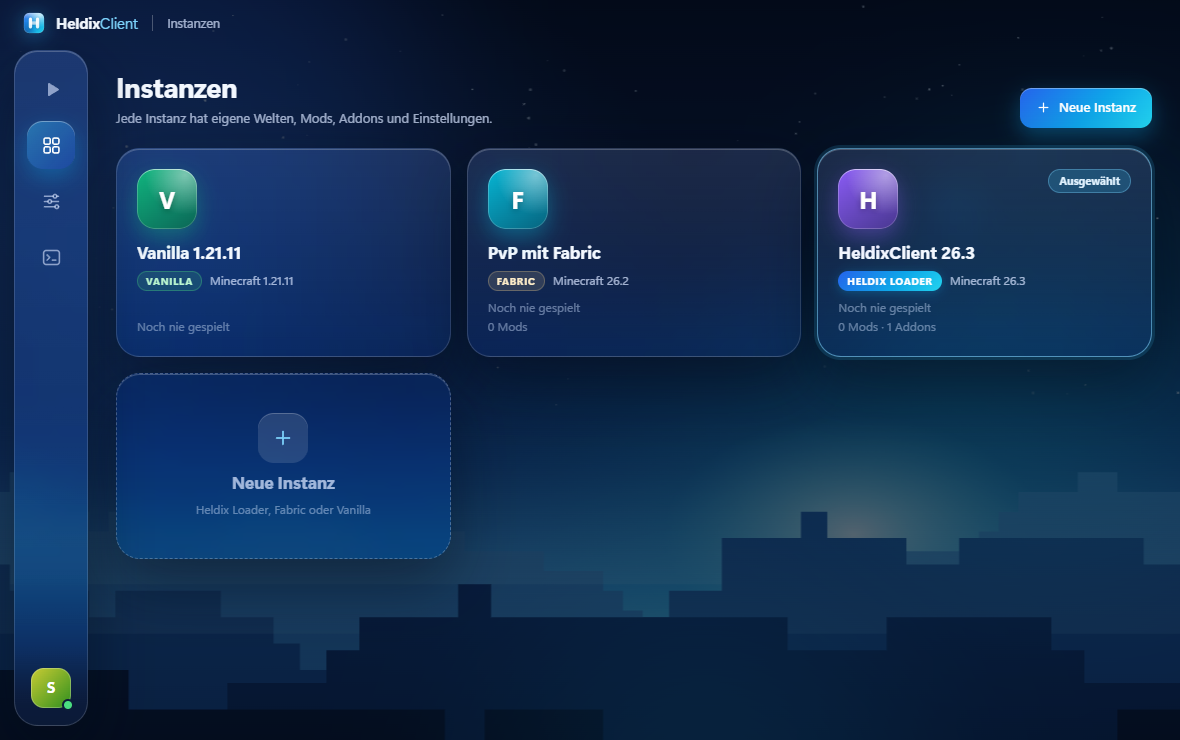 H HeldixClient Instanzen
Instanzen
Jede Instanz hat eigene Welten, Mods, Addons und Einstellungen.
+ Neue Instanz
V
Vanilla 1.21.11
VANILLA Minecraft 1.21.11
Noch nie gespielt
F
PvP mit Fabric
FABRIC Minecraft 26.2
Noch nie gespielt
0 Mods
H
Ausgewählt
HeldixClient 26.3
HELDIX LOADER Minecraft 26.3
Noch nie gespielt
0 Mods · 1 Addons
+
Neue Instanz
Heldix Loader, Fabric oder Vanilla
S